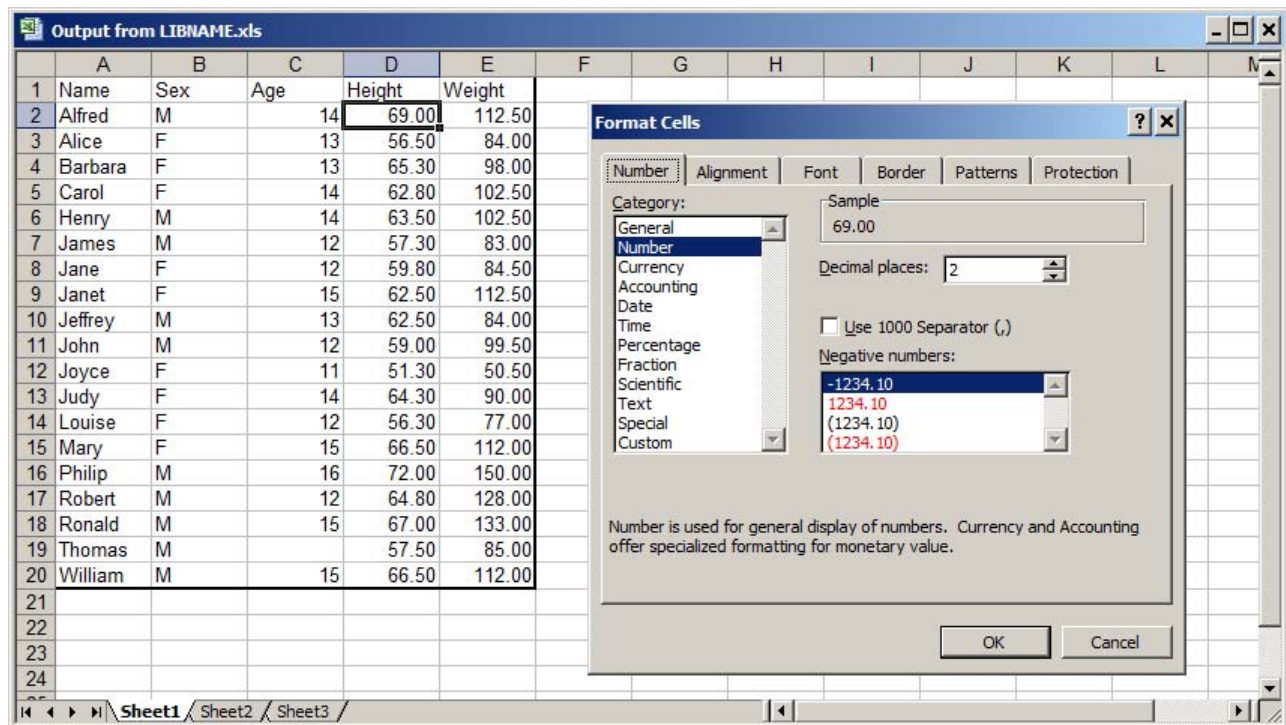 Output from LIBNAME.xls
A B C D E F G H I J K L
1 Name Sex Age Height Weight
2 Alfred M 14 69.00 112.50
3 Alice F 13 56.50 84.00
4 Barbara F 13 65.30 98.00
5 Carol F 14 62.80 102.50
6 Henry M 14 63.50 102.50
7 James M 12 57.30 83.00
8 Jane F 12 59.80 84.50
9 Janet F 15 62.50 112.50
10 Jeffrey M 13 62.50 84.00
11 John M 12 59.00 99.50
12 Joyce F 11 51.30 50.50
13 Judy F 14 64.30 90.00
14 Louise F 12 56.30 77.00
15 Mary F 15 66.50 112.00
16 Philip M 16 72.00 150.00
17 Robert M 12 64.80 128.00
18 Ronald M 15 67.00 133.00
19 Thomas M 57.50 85.00
20 William M 15 66.50 112.00
21
22
23
24
Sheet1 Sheet2 Sheet3
Format Cells
Number Alignment Font Border Patterns Protection
Category:
General
Number
Currency
Accounting
Date
Time
Percentage
Fraction
Scientific
Text
Special
Custom
Sample
69.00
Decimal places: 2
Use 1000 Separator (,)
Negative numbers:
-1234.10
1234.10
(1234.10)
(1234.10)
Number is used for general display of numbers. Currency and Accounting
offer specialized formatting for monetary value.
OK Cancel